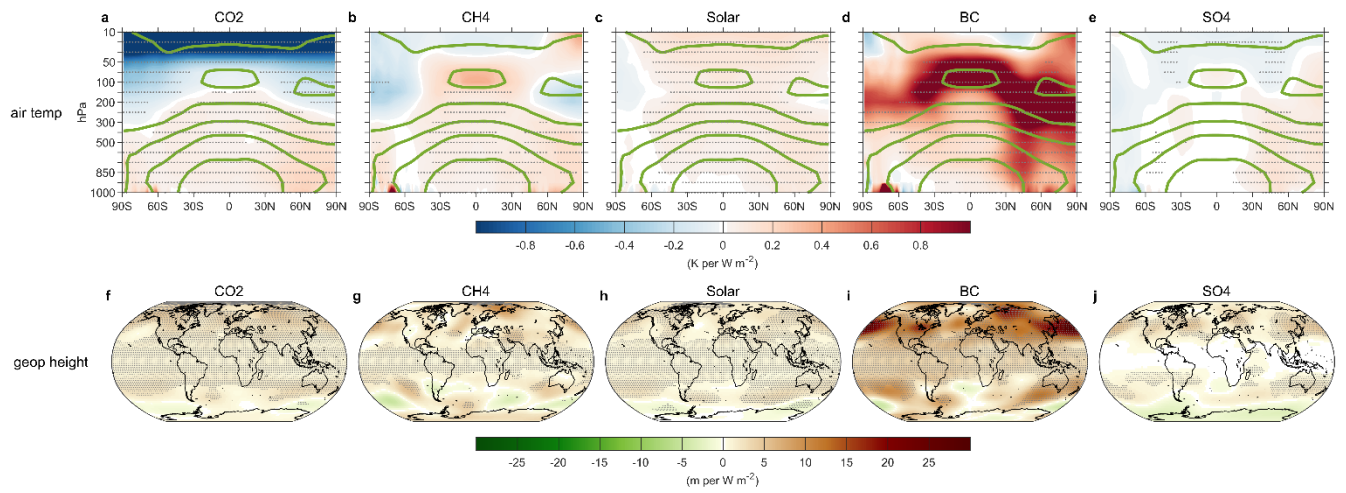 a CO2 b CH4 c Solar d BC e SO4
air temp
hPa
10
50
100
200
300
500
850
1000
90S 60S 30S 0 30N 60N 90N 60S 30S 0 30N 60N 90N 60S 30S 0 30N 60N 90N 60S 30S 0 30N 60N 90N 60S 30S 0 30N 60N 90N
-0.8 -0.6 -0.4 -0.2 0 0.2 0.4 0.6 0.8
(K per W m⁻²)
f CO2 g CH4 h Solar i BC j SO4
geop height
-25 -20 -15 -10 -5 0 5 10 15 20 25
(m per W m⁻²)